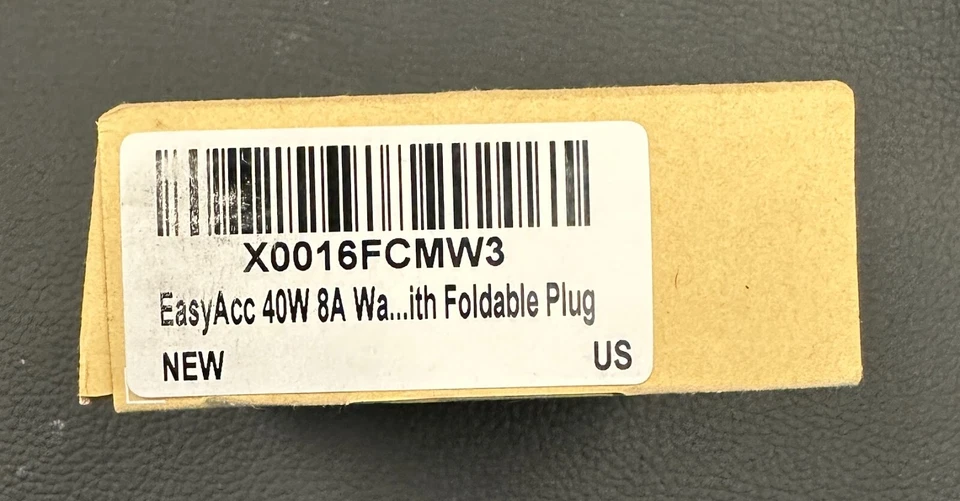 X0016FCMW3
EasyAcc 40W 8A Wa...ith Foldable Plug
NEW
US